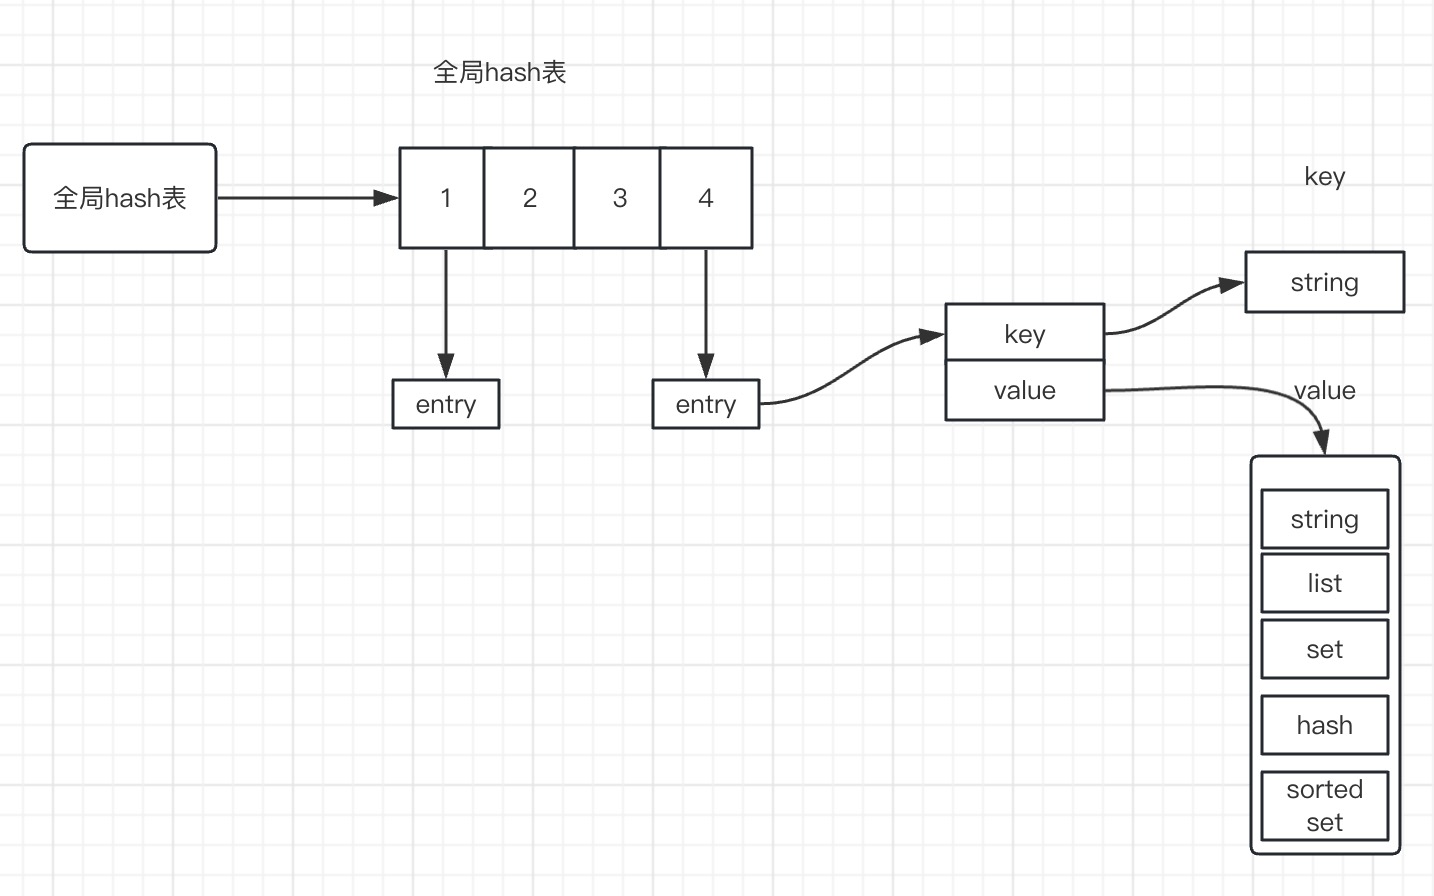 全局hash表
全局hash表
1
2
3
4
entry
entry
key
value
key
string
value
string
list
set
hash
sorted
set